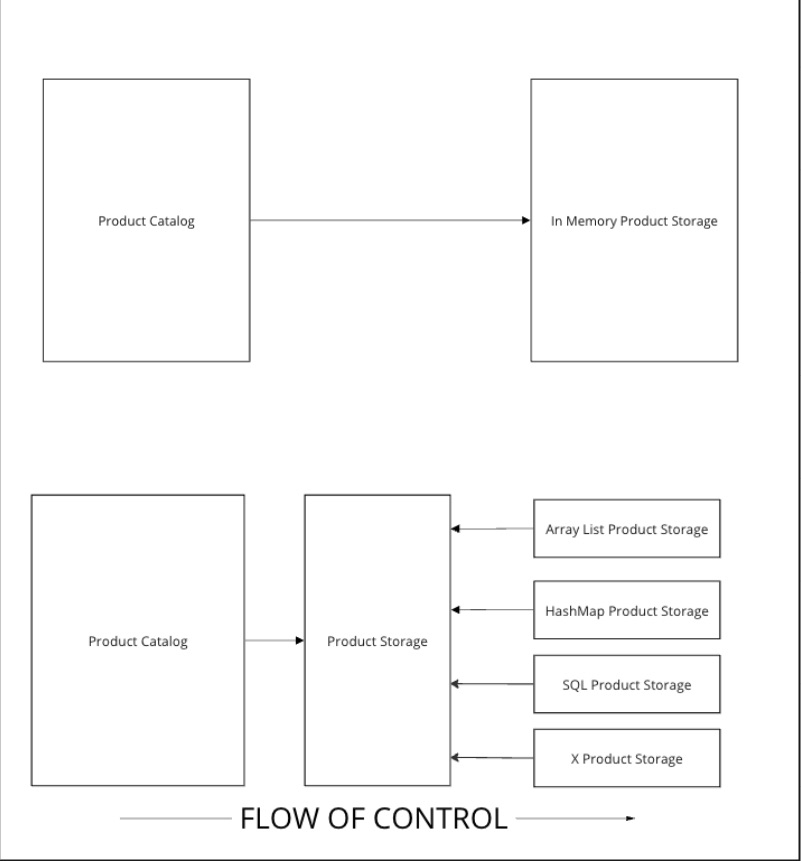 Product Catalog
In Memory Product Storage
Product Catalog
Product Storage
Array List Product Storage
HashMap Product Storage
SQL Product Storage
X Product Storage
FLOW OF CONTROL